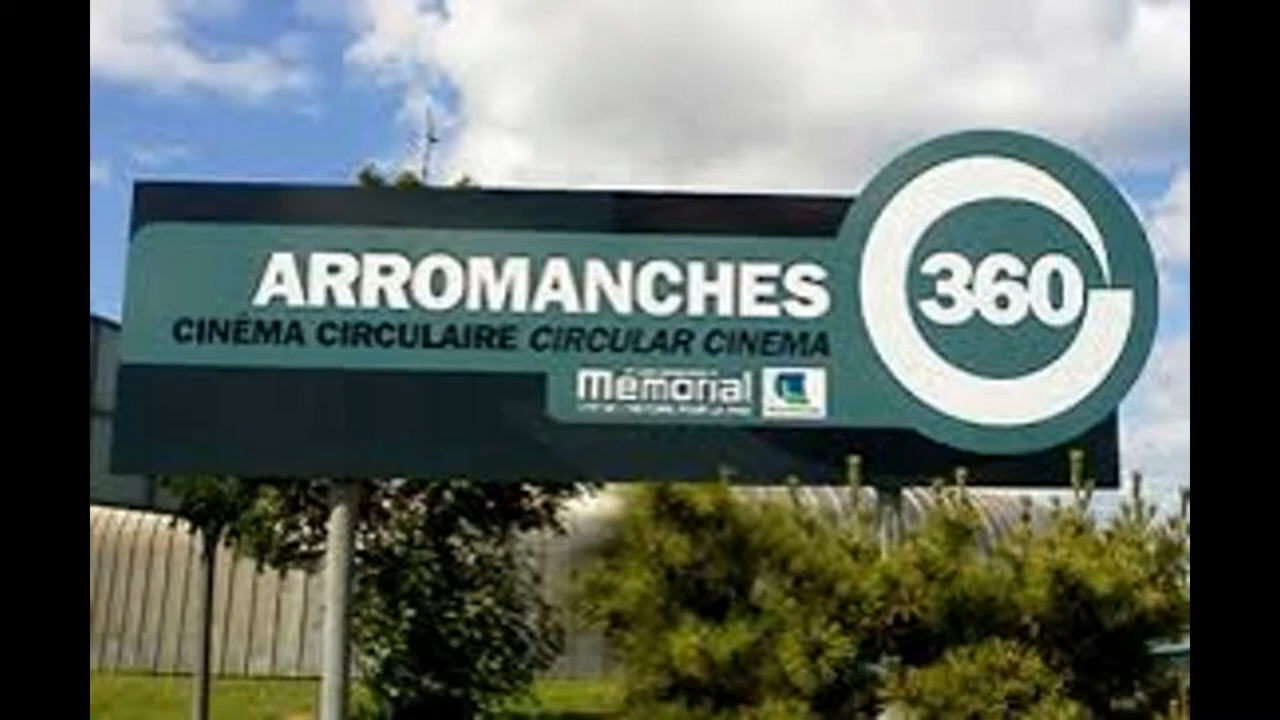 ARROMANCHES
360
CINÉMA CIRCULAIRE CIRCULAR CINEMA
Mémorial